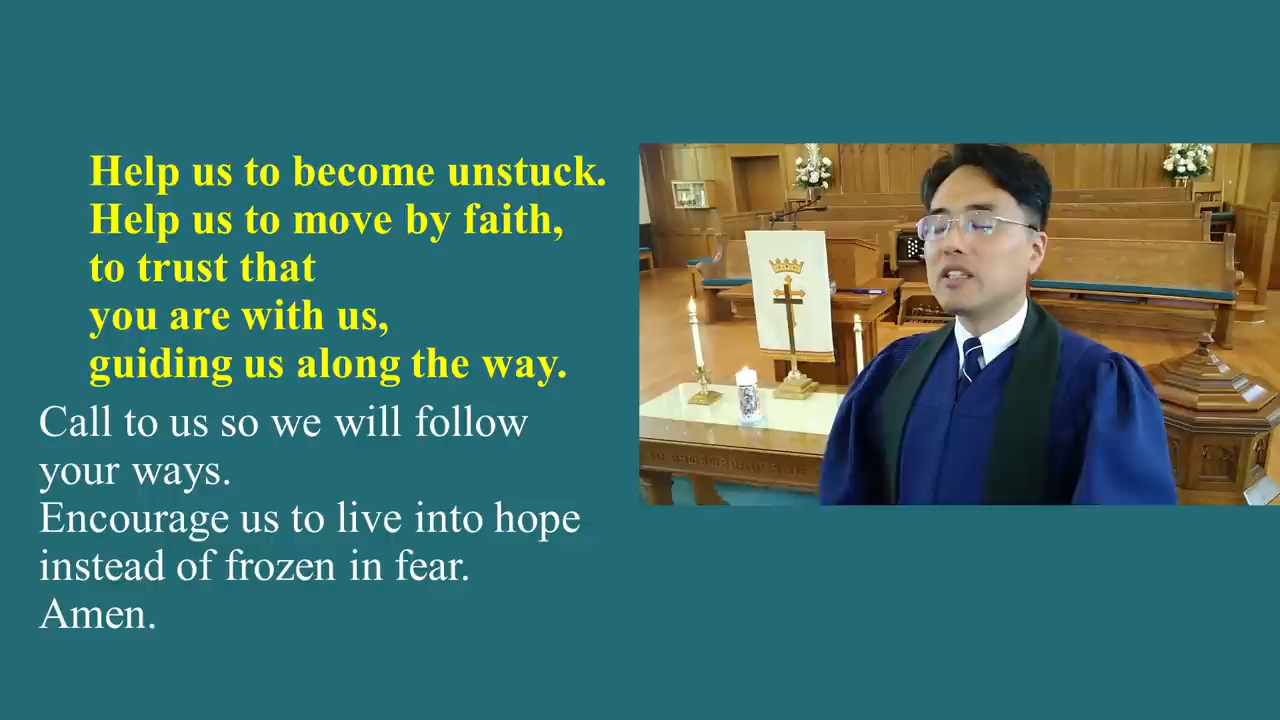 Help us to become unstuck.
Help us to move by faith,
to trust that
you are with us,
guiding us along the way.
Call to us so we will follow
your ways.
Encourage us to live into hope
instead of frozen in fear.
Amen.